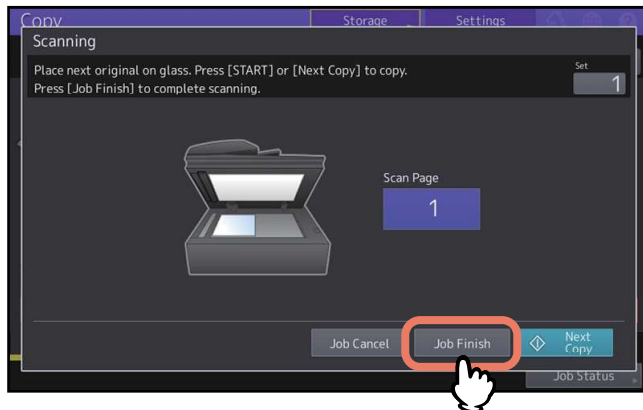 Copy
Storage
Settings
Scanning
Place next original on glass. Press [START] or [Next Copy] to copy.
Press [Job Finish] to complete scanning.
Set
1
Scan Page
1
Job Cancel
Job Finish
Next
Copy
Job Status